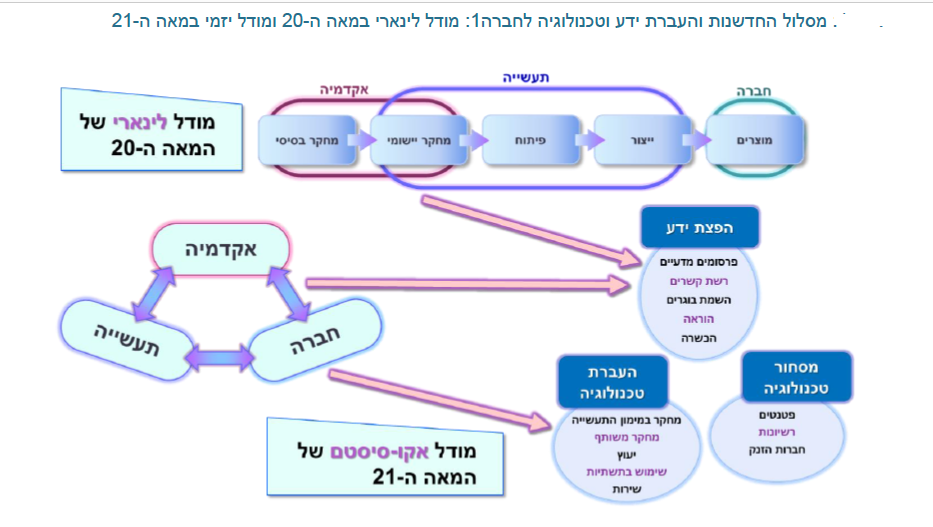 . מסלול החדשנות והעברת ידע וטכנולוגיה לחברה1: מודל לינארי במאה ה-20 ומודל יזמי במאה ה-21
תעשייה
אקדמיה
חברה
מודל לינארי של
המאה ה-20
מחקר בסיסי
מחקר יישומי
פיתוח
ייצור
מוצרים
הפצת ידע
פרסומים מדעיים
רשת קשרים
השמת בוגרים
הוראה
הכשרה
אקדמיה
תעשייה
חברה
העברת
טכנולוגיה
מחקר במימון התעשייה
מחקר משותף
יעוץ
שימוש בתשתיות
שירות
מסחור
טכנולוגיה
פטנטים
רשיונות
חברות הזנק
מודל אקו-סיסטם של
המאה ה-21